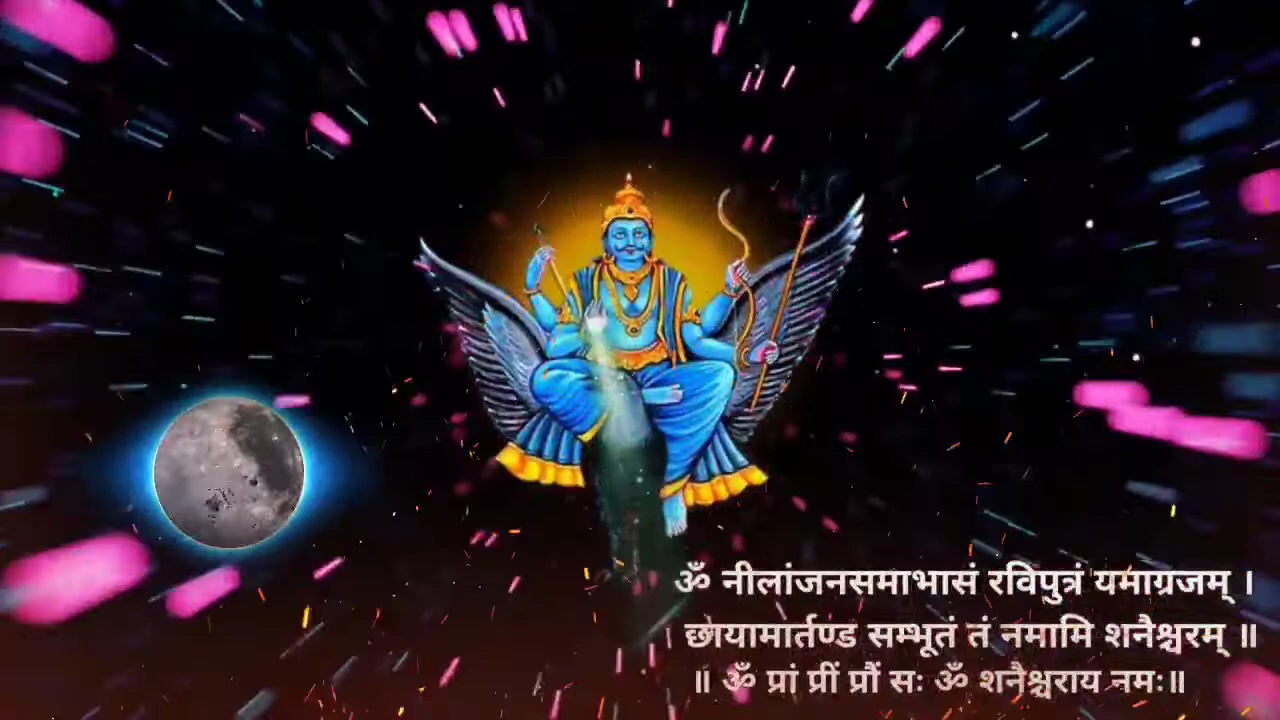 ॐ नीलांजनसमाभासं रविपुत्रं यमाग्रजम् ।
। छायामार्तण्ड सम्भूतं तं नमामि शनैश्चरम् ॥
॥ ॐ प्रां प्रीं प्रौं सः ॐ शनैश्चराय नमः॥